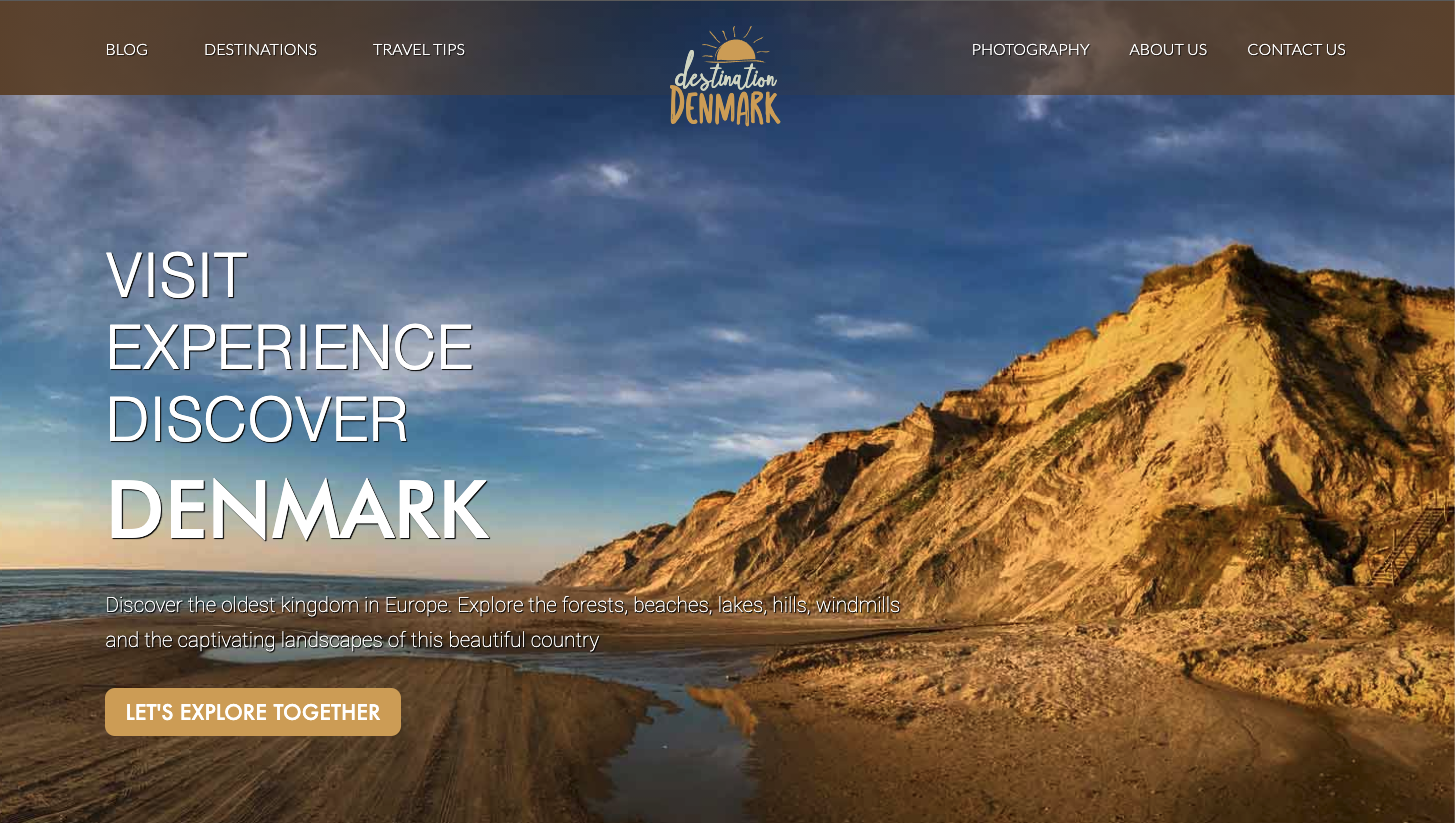 BLOG DESTINATIONS TRAVEL TIPS
destination
DENMARK
PHOTOGRAPHY ABOUT US CONTACT US
VISIT
EXPERIENCE
DISCOVER
DENMARK
Discover the oldest kingdom in Europe. Explore the forests, beaches, lakes, hills, windmills
and the captivating landscapes of this beautiful country
LET'S EXPLORE TOGETHER